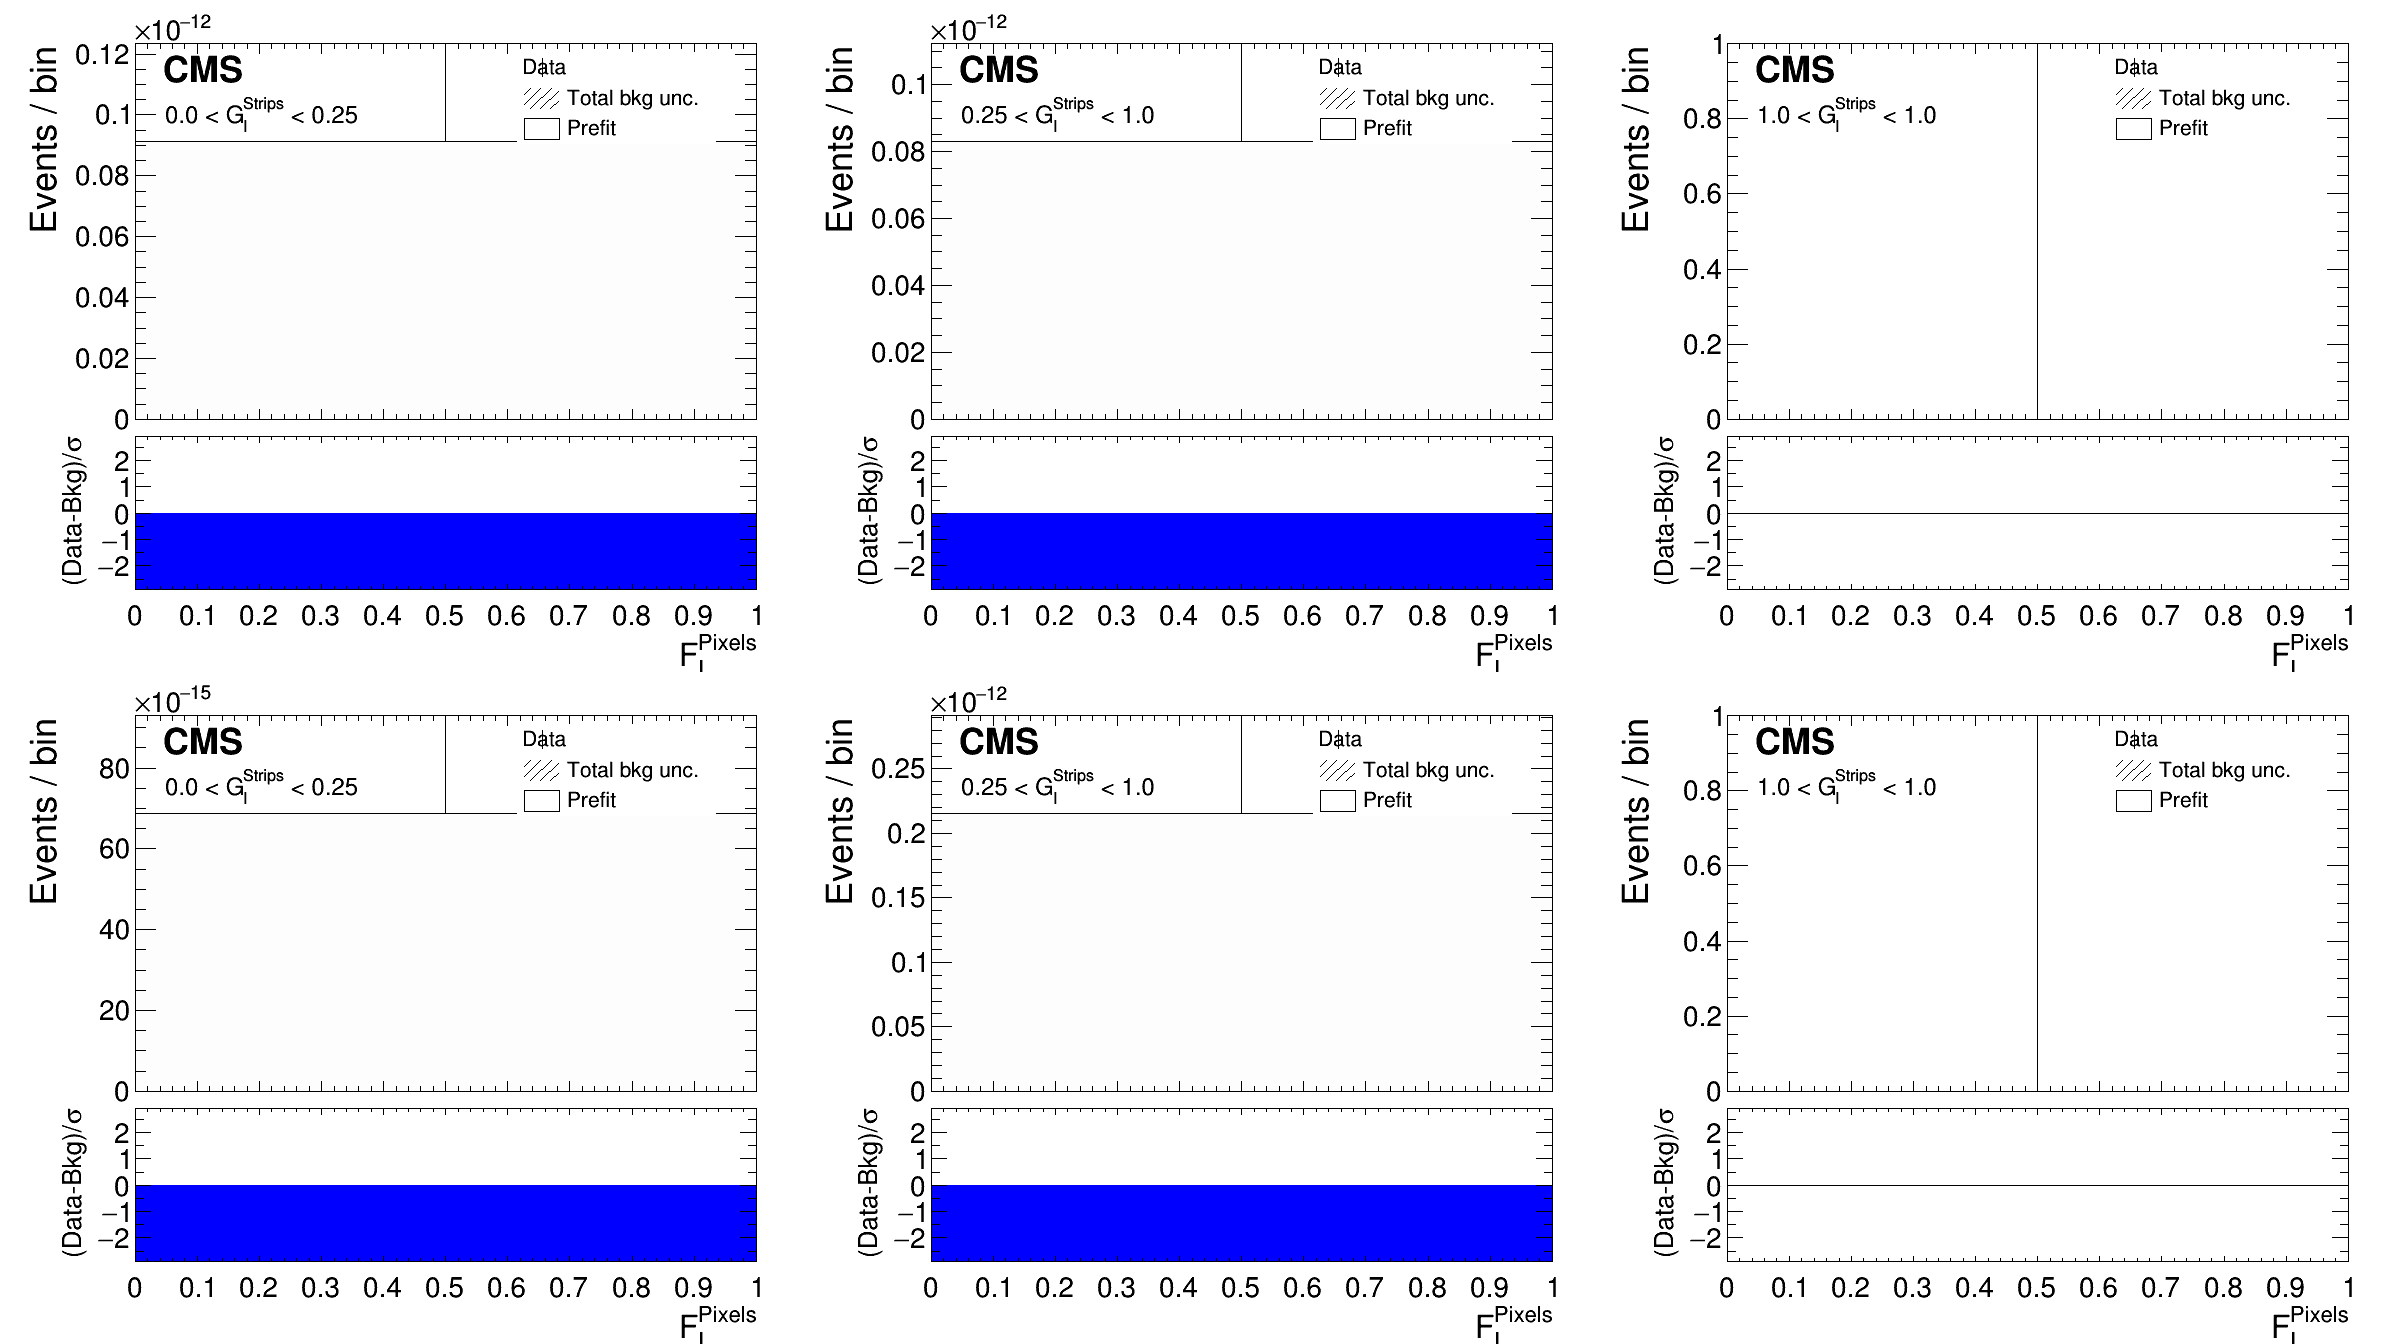 ×10⁻¹²
Events / bin
0.12
0.1
0.08
0.06
0.04
0.02
0
CMS
0.0 < G_I^Strips < 0.25
Data
Total bkg unc.
Prefit
(Data-Bkg)/σ
2
1
0
−1
−2
0 0.1 0.2 0.3 0.4 0.5 0.6 0.7 0.8 0.9 1
F_I^Pixels
×10⁻¹²
Events / bin
0.1
0.08
0.06
0.04
0.02
0
CMS
0.25 < G_I^Strips < 1.0
Data
Total bkg unc.
Prefit
(Data-Bkg)/σ
2
1
0
−1
−2
0 0.1 0.2 0.3 0.4 0.5 0.6 0.7 0.8 0.9 1
F_I^Pixels
Events / bin
1
0.8
0.6
0.4
0.2
0
CMS
1.0 < G_I^Strips < 1.0
Data
Total bkg unc.
Prefit
(Data-Bkg)/σ
2
1
0
−1
−2
0 0.1 0.2 0.3 0.4 0.5 0.6 0.7 0.8 0.9 1
F_I^Pixels
×10⁻¹⁵
Events / bin
80
60
40
20
0
CMS
0.0 < G_I^Strips < 0.25
Data
Total bkg unc.
Prefit
(Data-Bkg)/σ
2
1
0
−1
−2
0 0.1 0.2 0.3 0.4 0.5 0.6 0.7 0.8 0.9 1
F_I^Pixels
×10⁻¹²
Events / bin
0.25
0.2
0.15
0.1
0.05
0
CMS
0.25 < G_I^Strips < 1.0
Data
Total bkg unc.
Prefit
(Data-Bkg)/σ
2
1
0
−1
−2
0 0.1 0.2 0.3 0.4 0.5 0.6 0.7 0.8 0.9 1
F_I^Pixels
Events / bin
1
0.8
0.6
0.4
0.2
0
CMS
1.0 < G_I^Strips < 1.0
Data
Total bkg unc.
Prefit
(Data-Bkg)/σ
2
1
0
−1
−2
0 0.1 0.2 0.3 0.4 0.5 0.6 0.7 0.8 0.9 1
F_I^Pixels